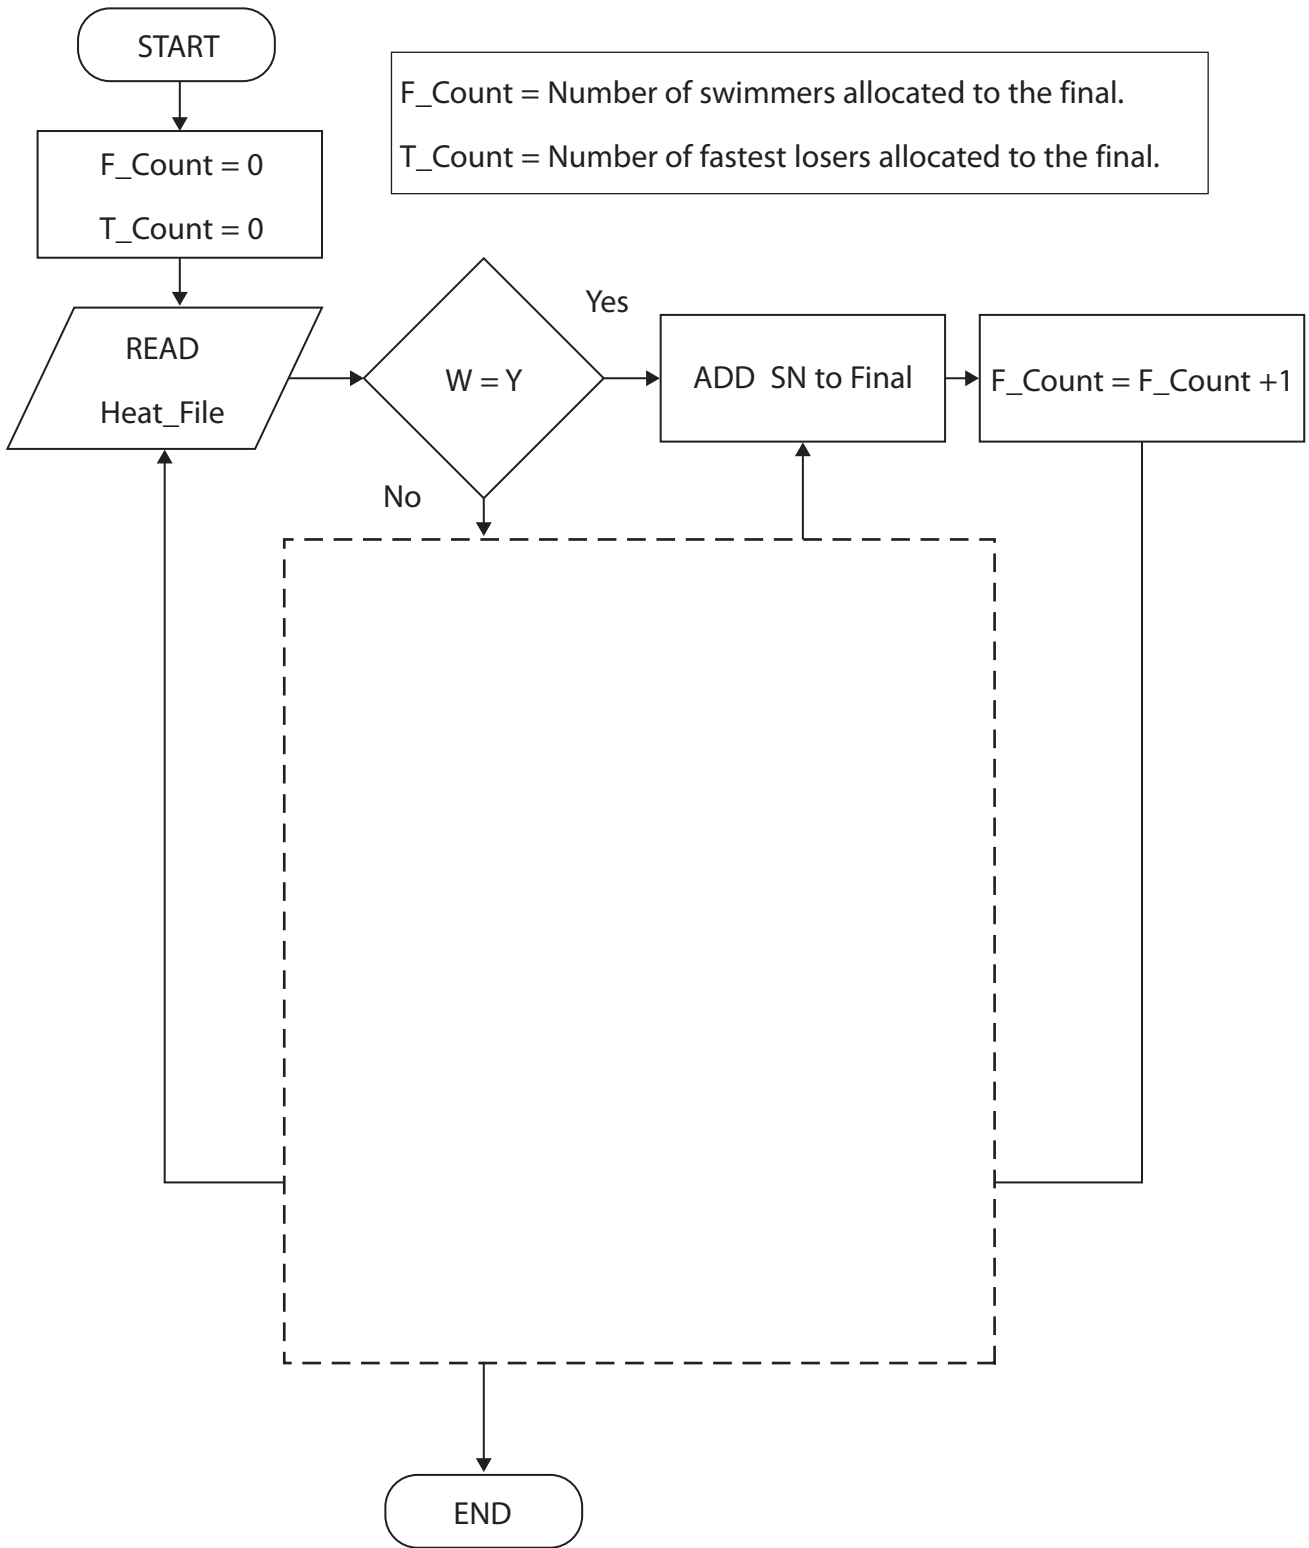 START
F_Count = Number of swimmers allocated to the final.
T_Count = Number of fastest losers allocated to the final.
F_Count = 0
T_Count = 0
READ
Heat_File
W = Y
Yes
No
ADD SN to Final
F_Count = F_Count +1
END